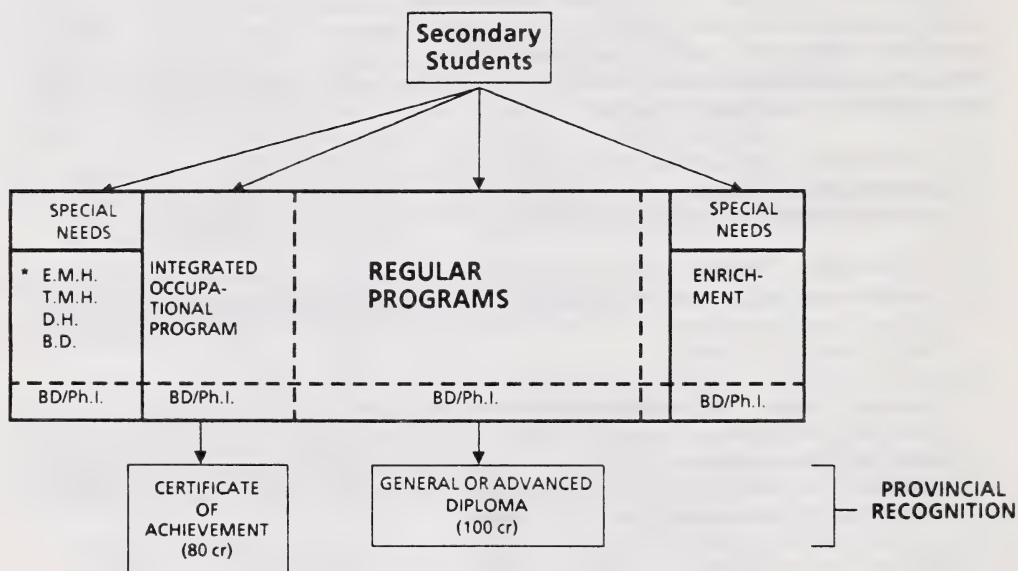 Secondary
Students
SPECIAL
NEEDS
* E.M.H.
T.M.H.
D.H.
B.D.
BD/Ph.I.
INTEGRATED
OCCUPA-
TIONAL
PROGRAM
BD/Ph.I.
REGULAR
PROGRAMS
BD/Ph.I.
SPECIAL
NEEDS
ENRICH-
MENT
BD/Ph.I.
CERTIFICATE
OF
ACHIEVEMENT
(80 cr)
GENERAL OR ADVANCED
DIPLOMA
(100 cr)
PROVINCIAL
RECOGNITION